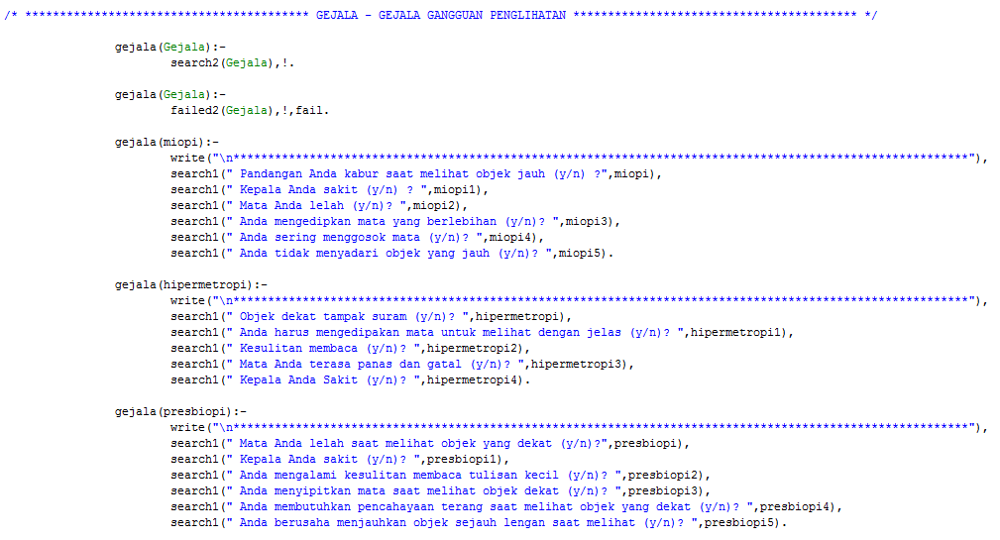 /* ***************************************** GEJALA - GEJALA GANGGUAN PENGLIHATAN ***************************************** */
gejala(Gejala):-
search2(Gejala),!.
gejala(Gejala):-
failed2(Gejala),!,fail.
gejala(miopi):-
write("\n**********************************************************************************************************"),
search1(" Pandangan Anda kabur saat melihat objek jauh (y/n) ?",miopi),
search1(" Kepala Anda sakit (y/n) ? ",miopi1),
search1(" Mata Anda lelah (y/n)? ",miopi2),
search1(" Anda mengedipkan mata yang berlebihan (y/n)? ",miopi3),
search1(" Anda sering menggosok mata (y/n)? ",miopi4),
search1(" Anda tidak menyadari objek yang jauh (y/n)? ",miopi5).
gejala(hipermetropi):-
write("\n**********************************************************************************************************"),
search1(" Objek dekat tampak suram (y/n)? ",hipermetropi),
search1(" Anda harus mengedipakan mata untuk melihat dengan jelas (y/n)? ",hipermetropi1),
search1(" Kesulitan membaca (y/n)? ",hipermetropi2),
search1(" Mata Anda terasa panas dan gatal (y/n)? ",hipermetropi3),
search1(" Kepala Anda Sakit (y/n)? ",hipermetropi4).
gejala(presbiopi):-
write("\n**********************************************************************************************************"),
search1(" Mata Anda lelah saat melihat objek yang dekat (y/n)?",presbiopi),
search1(" Kepala Anda sakit (y/n)? ",presbiopi1),
search1(" Anda mengalami kesulitan membaca tulisan kecil (y/n)? ",presbiopi2),
search1(" Anda menyipitkan mata saat melihat objek dekat (y/n)? ",presbiopi3),
search1(" Anda membutuhkan pencahayaan terang saat melihat objek yang dekat (y/n)? ",presbiopi4),
search1(" Anda berusaha menjauhkan objek sejauh lengan saat melihat (y/n)? ",presbiopi5).